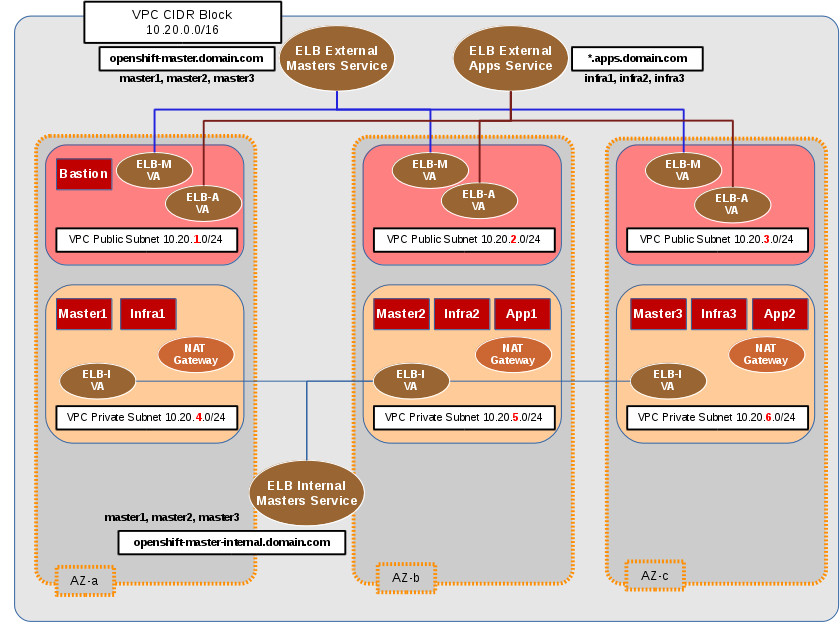 VPC CIDR Block
10.20.0.0/16
openshift-master.domain.com
master1, master2, master3
ELB External
Masters Service
ELB External
Apps Service
*.apps.domain.com
infra1, infra2, infra3
Bastion
ELB-M
VA
ELB-A
VA
VPC Public Subnet 10.20.1.0/24
ELB-M
VA
ELB-A
VA
VPC Public Subnet 10.20.2.0/24
ELB-M
VA
ELB-A
VA
VPC Public Subnet 10.20.3.0/24
Master1
Infra1
NAT
Gateway
ELB-I
VA
VPC Private Subnet 10.20.4.0/24
Master2
Infra2
App1
NAT
Gateway
ELB-I
VA
VPC Private Subnet 10.20.5.0/24
Master3
Infra3
App2
NAT
Gateway
ELB-I
VA
VPC Private Subnet 10.20.6.0/24
ELB Internal
Masters Service
master1, master2, master3
openshift-master-internal.domain.com
AZ-a
AZ-b
AZ-c